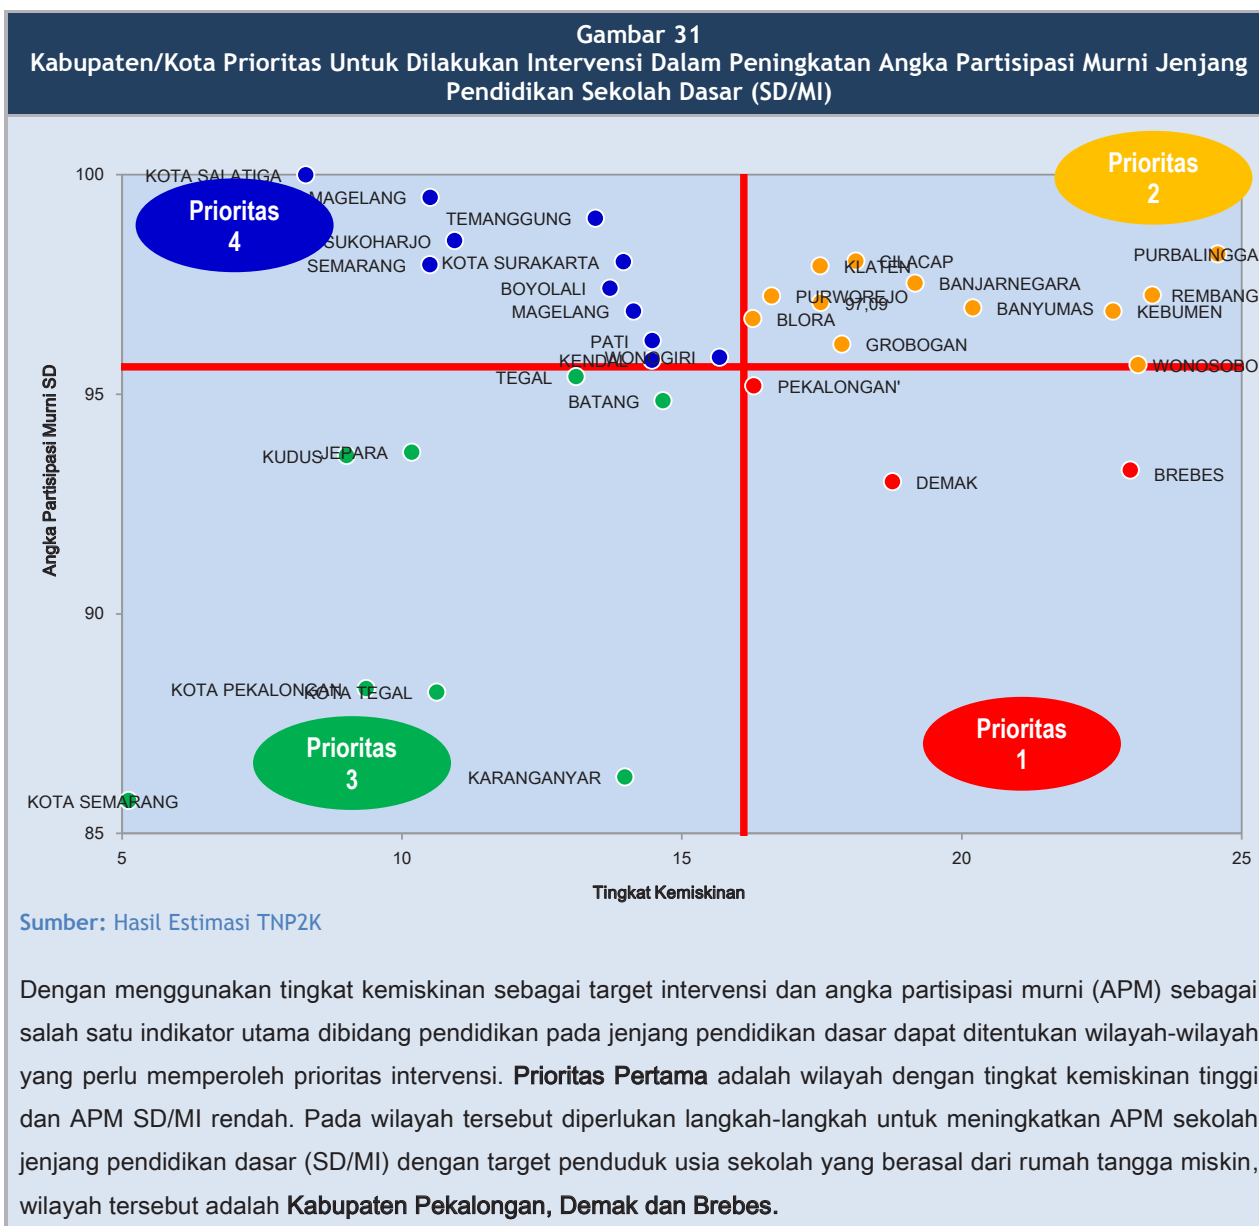 Gambar 31
Kabupaten/Kota Prioritas Untuk Dilakukan Intervensi Dalam Peningkatan Angka Partisipasi Murni Jenjang
Pendidikan Sekolah Dasar (SD/MI)
Prioritas
2
Prioritas
4
100
KOTA SALATIGA
MAGELANG
TEMANGGUNG
SUKOHARJO
SEMARANG
KOTA SURAKARTA
BOYOLALI
MAGELANG
PATI
WONOGIRI
KENDAL
PURBALINGGA
CILACAP
KLATEN
BANJARNEGARA
REMBANG
PURWOREJO
97,09
BANYUMAS
KEBUMEN
BLORA
GROBOGAN
WONOSOBO
TEGAL
PEKALONGAN'
95
BATANG
KUDUS
JEPARA
DEMAK
BREBES
Angka Partisipasi Murni SD
90
KOTA PEKALONGAN
KOTA TEGAL
Prioritas
1
Prioritas
3
KARANGANYAR
KOTA SEMARANG
85
5
10
15
20
25
Tingkat Kemiskinan
Sumber: Hasil Estimasi TNP2K
Dengan menggunakan tingkat kemiskinan sebagai target intervensi dan angka partisipasi murni (APM) sebagai
salah satu indikator utama dibidang pendidikan pada jenjang pendidikan dasar dapat ditentukan wilayah-wilayah
yang perlu memperoleh prioritas intervensi. Prioritas Pertama adalah wilayah dengan tingkat kemiskinan tinggi
dan APM SD/MI rendah. Pada wilayah tersebut diperlukan langkah-langkah untuk meningkatkan APM sekolah
jenjang pendidikan dasar (SD/MI) dengan target penduduk usia sekolah yang berasal dari rumah tangga miskin,
wilayah tersebut adalah Kabupaten Pekalongan, Demak dan Brebes.